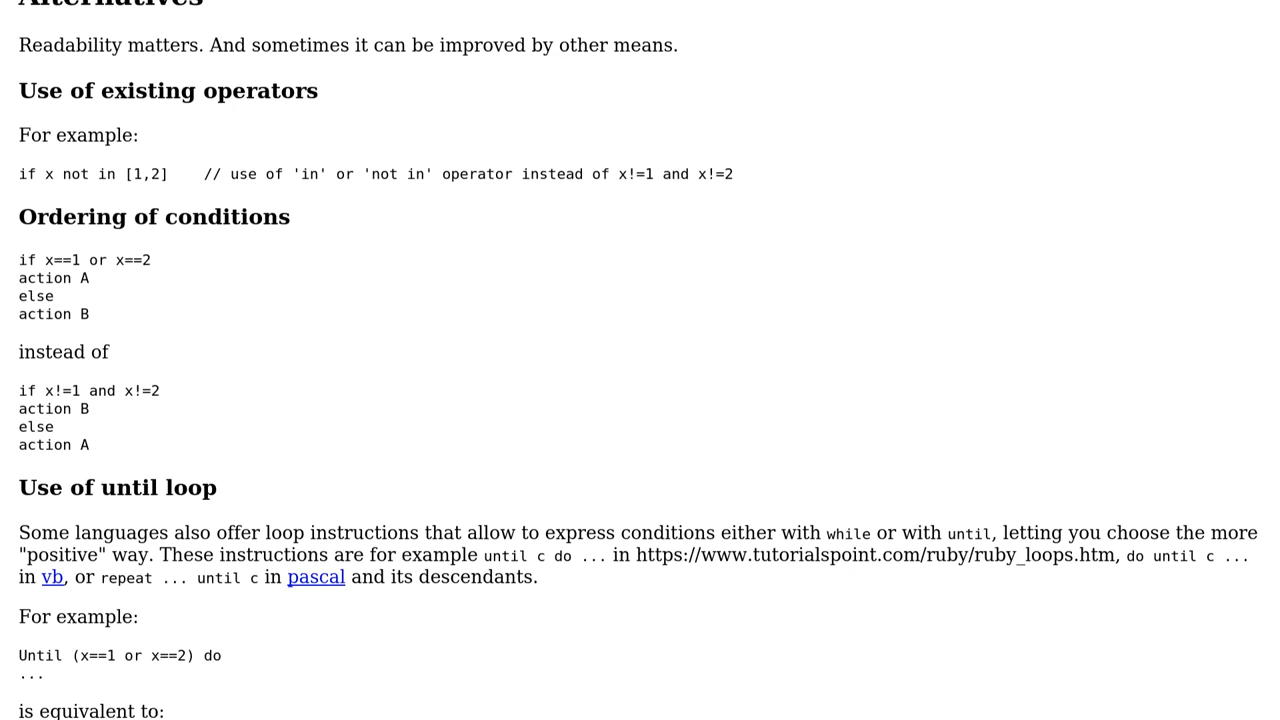 Alternatives
Readability matters. And sometimes it can be improved by other means.
Use of existing operators
For example:
if x not in [1,2]    // use of 'in' or 'not in' operator instead of x!=1 and x!=2
Ordering of conditions
if x==1 or x==2
action A
else
action B
instead of
if x!=1 and x!=2
action B
else
action A
Use of until loop
Some languages also offer loop instructions that allow to express conditions either with while or with until, letting you choose the more
"positive" way. These instructions are for example until c do ... in https://www.tutorialspoint.com/ruby/ruby_loops.htm, do until c ...
in vb, or repeat ... until c in pascal and its descendants.
For example:
Until (x==1 or x==2) do
...
is equivalent to: